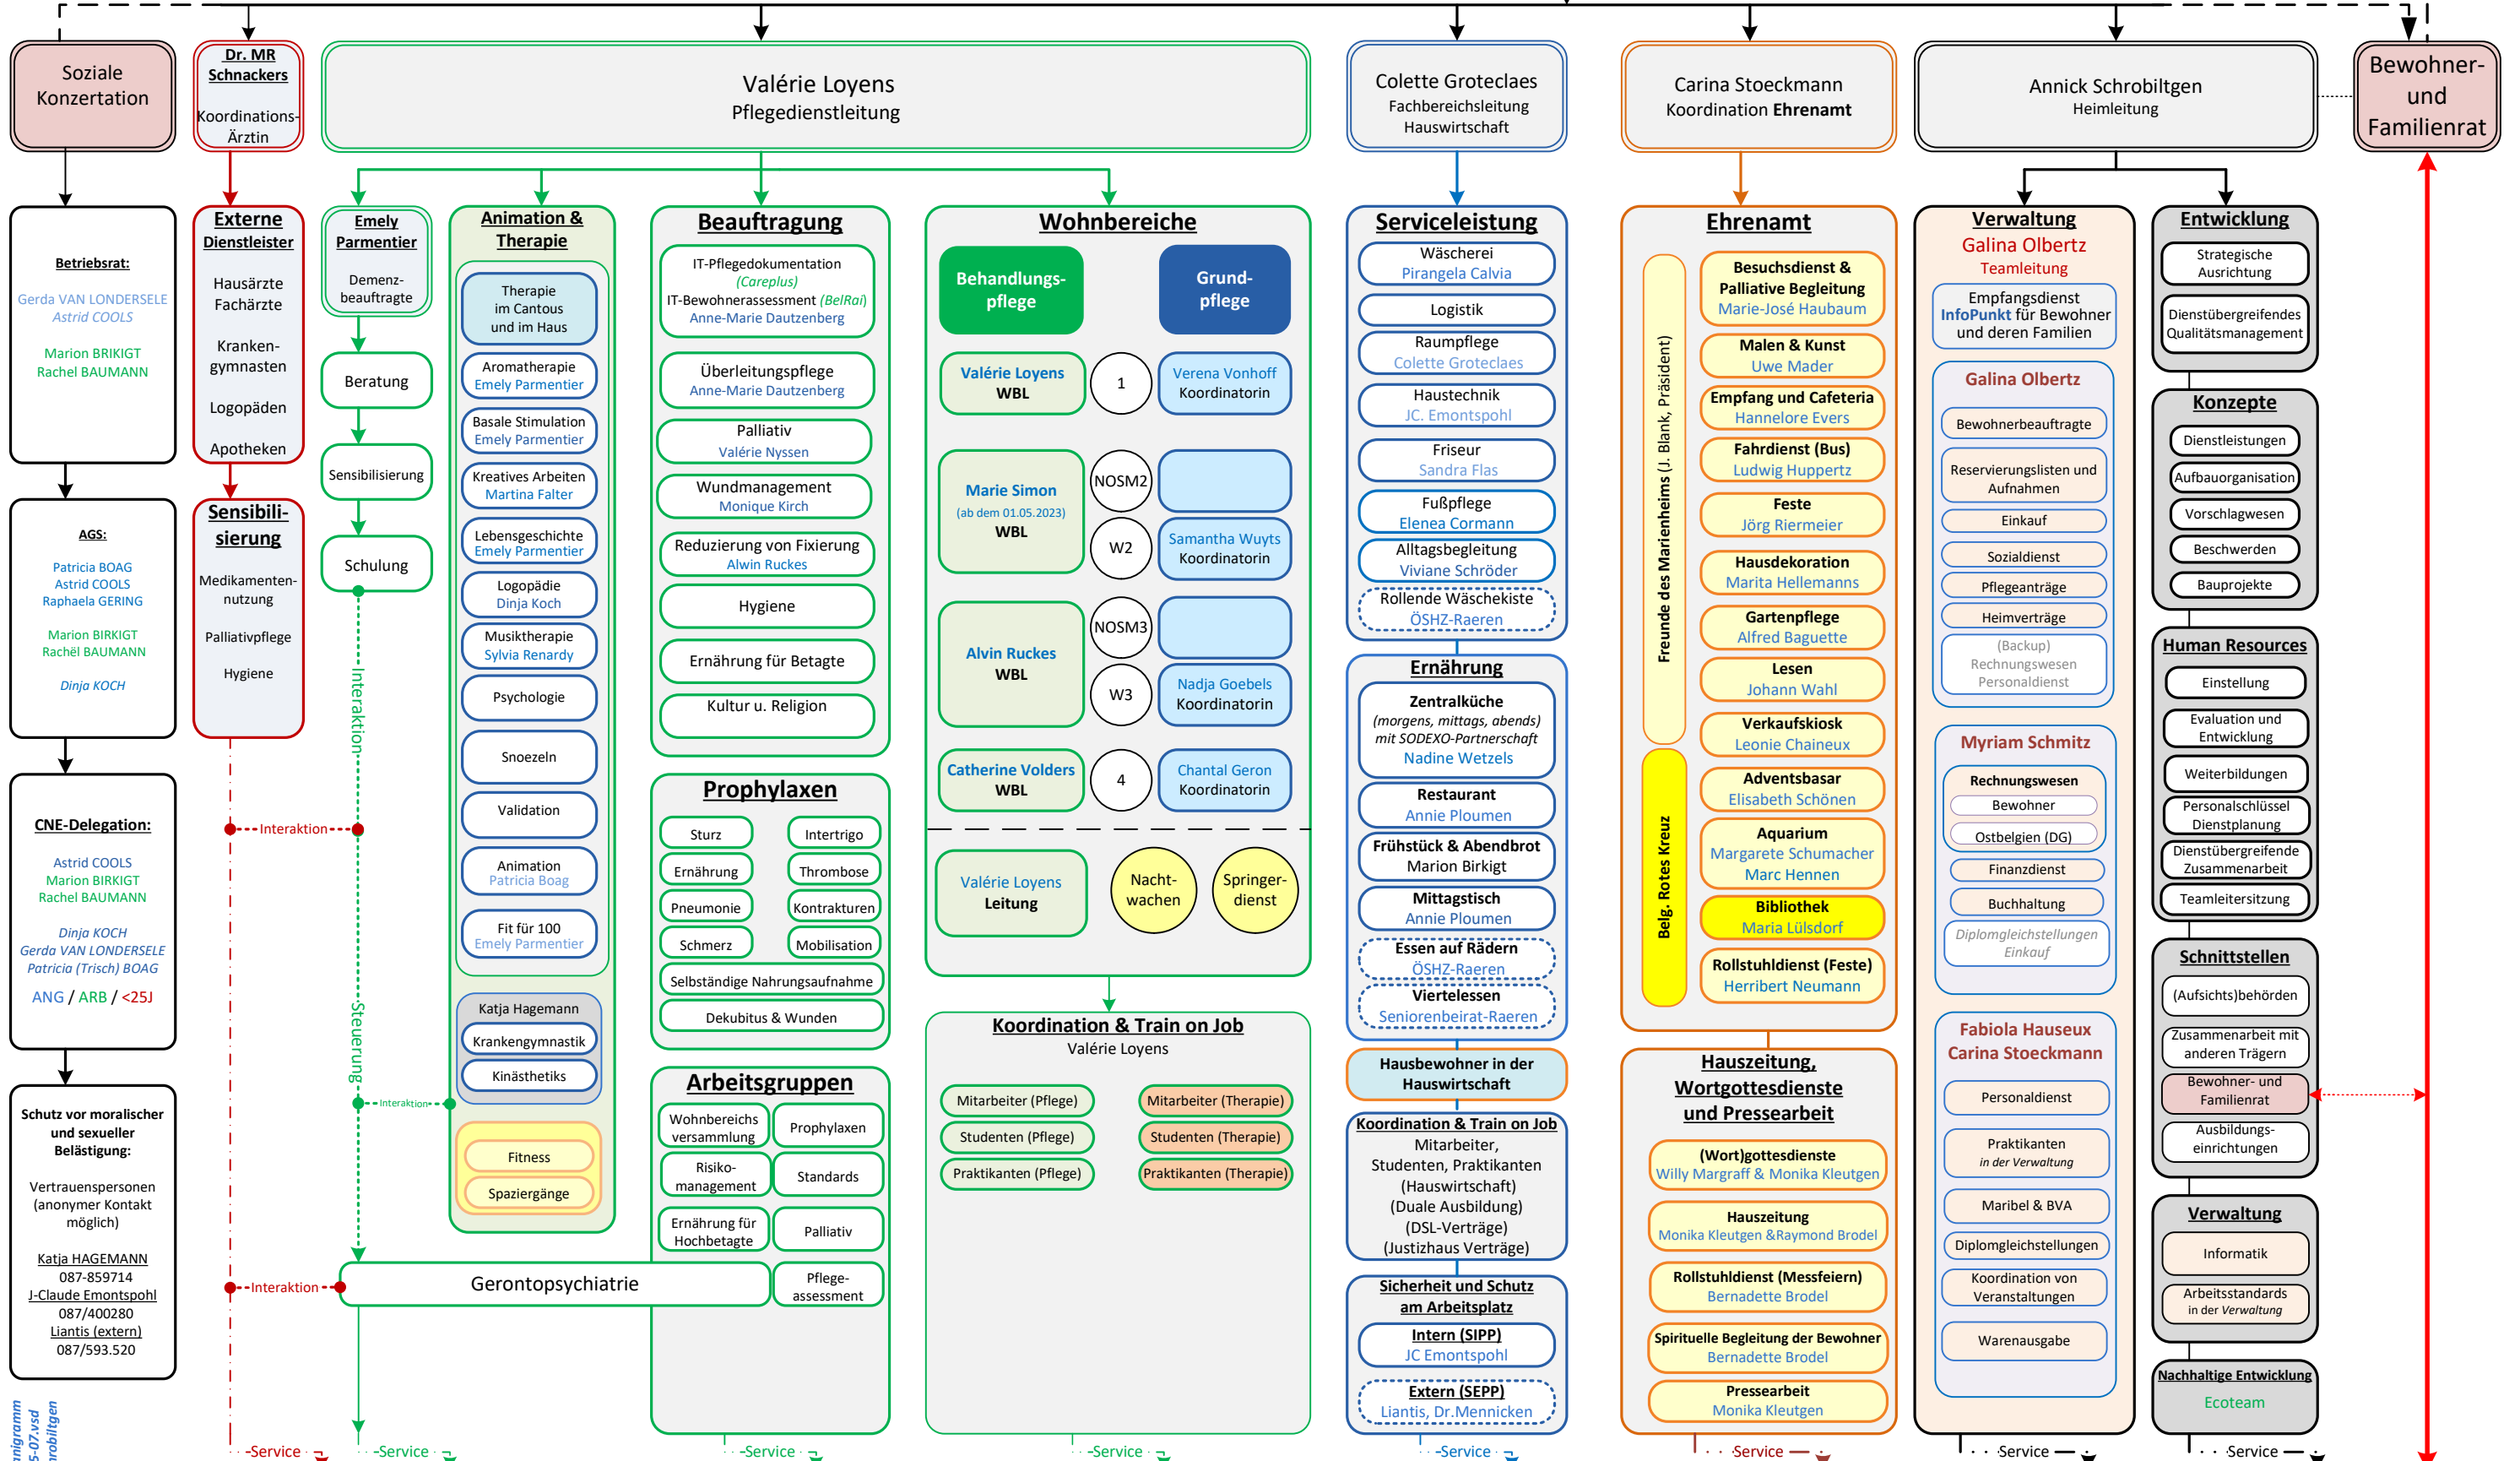 Soziale
Konzertation
Dr. MR
Schnackers
Koordinations-
Ärztin
Valérie Loyens
Pflegedienstleitung
Colette Groteclaes
Fachbereichsleitung
Hauswirtschaft
Carina Stoeckmann
Koordination Ehrenamt
Annick Schrobiltgen
Heimleitung
Bewohner-
und
Familienrat
Betriebsrat:
Gerda VAN LONDERSELE
Astrid COOLS
Marion BRIKIGT
Rachel BAUMANN
AGS:
Patricia BOAG
Astrid COOLS
Raphaela GERING
Marion BIRKIGT
Rachël BAUMANN
Dinja KOCH
CNE-Delegation:
Astrid COOLS
Marion BIRKIGT
Rachel BAUMANN
Dinja KOCH
Gerda VAN LONDERSELE
Patricia (Trisch) BOAG
ANG / ARB / <25J
Schutz vor moralischer
und sexueller
Belästigung:
Vertrauenspersonen
(anonymer Kontakt
möglich)
Katja HAGEMANN
087-859714
J-Claude Emontspohl
087/400280
Liantis (extern)
087/593.520
Externe
Dienstleister
Hausärzte
Fachärzte
Kranken-
gymnasten
Logopäden
Apotheken
Sensibili-
sierung
Medikamenten-
nutzung
Palliativpflege
Hygiene
Interaktion
Interaktion
Service
Emely
Parmentier
Demenz-
beauftragte
Beratung
Sensibilisierung
Schulung
Interaktion
Steuerung
Interaktion
Gerontopsychiatrie
Service
Animation &
Therapie
Therapie
im Cantous
und im Haus
Aromatherapie
Emely Parmentier
Basale Stimulation
Emely Parmentier
Kreatives Arbeiten
Martina Falter
Lebensgeschichte
Emely Parmentier
Logopädie
Dinja Koch
Musiktherapie
Sylvia Renardy
Psychologie
Snoezeln
Validation
Animation
Patricia Boag
Fit für 100
Emely Parmentier
Katja Hagemann
Krankengymnastik
Kinästhetiks
Fitness
Spaziergänge
Beauftragung
IT-Pflegedokumentation
(Careplus)
IT-Bewohnerassessment (BelRai)
Anne-Marie Dautzenberg
Überleitungspflege
Anne-Marie Dautzenberg
Palliativ
Valérie Nyssen
Wundmanagement
Monique Kirch
Reduzierung von Fixierung
Alwin Ruckes
Hygiene
Ernährung für Betagte
Kultur u. Religion
Prophylaxen
Sturz
Intertrigo
Ernährung
Thrombose
Pneumonie
Kontrakturen
Schmerz
Mobilisation
Selbständige Nahrungsaufnahme
Dekubitus & Wunden
Arbeitsgruppen
Wohnbereichs
versammlung
Prophylaxen
Risiko-
management
Standards
Ernährung für
Hochbetagte
Palliativ
Pflege-
assessment
Service
Wohnbereiche
Behandlungs-
pflege
Grund-
pflege
Valérie Loyens
WBL
1
Verena Vonhoff
Koordinatorin
Marie Simon
(ab dem 01.05.2023)
WBL
NOSM2
W2
Samantha Wuyts
Koordinatorin
Alvin Ruckes
WBL
NOSM3
W3
Nadja Goebels
Koordinatorin
Catherine Volders
WBL
4
Chantal Geron
Koordinatorin
Valérie Loyens
Leitung
Nacht-
wachen
Springer-
dienst
Koordination & Train on Job
Valérie Loyens
Mitarbeiter (Pflege)
Mitarbeiter (Therapie)
Studenten (Pflege)
Studenten (Therapie)
Praktikanten (Pflege)
Praktikanten (Therapie)
Service
Serviceleistung
Wäscherei
Pirangela Calvia
Logistik
Raumpflege
Colette Groteclaes
Haustechnik
JC. Emontspohl
Friseur
Sandra Flas
Fußpflege
Elenea Cormann
Alltagsbegleitung
Viviane Schröder
Rollende Wäschekiste
ÖSHZ-Raeren
Ernährung
Zentralküche
(morgens, mittags, abends)
mit SODEXO-Partnerschaft
Nadine Wetzels
Restaurant
Annie Ploumen
Frühstück & Abendbrot
Marion Birkigt
Mittagstisch
Annie Ploumen
Essen auf Rädern
ÖSHZ-Raeren
Viertelessen
Seniorenbeirat-Raeren
Hausbewohner in der
Hauswirtschaft
Koordination & Train on Job
Mitarbeiter,
Studenten, Praktikanten
(Hauswirtschaft)
(Duale Ausbildung)
(DSL-Verträge)
(Justizhaus Verträge)
Sicherheit und Schutz
am Arbeitsplatz
Intern (SIPP)
JC Emontspohl
Extern (SEPP)
Liantis, Dr.Mennicken
Service
Ehrenamt
Freunde des Marienheims (J. Blank, Präsident)
Belg. Rotes Kreuz
Besuchsdienst &
Palliative Begleitung
Marie-José Haubaum
Malen & Kunst
Uwe Mader
Empfang und Cafeteria
Hannelore Evers
Fahrdienst (Bus)
Ludwig Huppertz
Feste
Jörg Riermeier
Hausdekoration
Marita Hellemanns
Gartenpflege
Alfred Baguette
Lesen
Johann Wahl
Verkaufskiosk
Leonie Chaineux
Adventsbasar
Elisabeth Schönen
Aquarium
Margarete Schumacher
Marc Hennen
Bibliothek
Maria Lülsdorf
Rollstuhldienst (Feste)
Herribert Neumann
Hauszeitung,
Wortgottesdienste
und Pressearbeit
(Wort)gottesdienste
Willy Margraff & Monika Kleutgen
Hauszeitung
Monika Kleutgen &Raymond Brodel
Rollstuhldienst (Messfeiern)
Bernadette Brodel
Spirituelle Begleitung der Bewohner
Bernadette Brodel
Pressearbeit
Monika Kleutgen
Service
Verwaltung
Galina Olbertz
Teamleitung
Empfangsdienst
InfoPunkt für Bewohner
und deren Familien
Galina Olbertz
Bewohnerbeauftragte
Reservierungslisten und
Aufnahmen
Einkauf
Sozialdienst
Pflegeanträge
Heimverträge
(Backup)
Rechnungswesen
Personaldienst
Myriam Schmitz
Rechnungswesen
Bewohner
Ostbelgien (DG)
Finanzdienst
Buchhaltung
Diplomgleichstellungen
Einkauf
Fabiola Hauseux
Carina Stoeckmann
Personaldienst
Praktikanten
in der Verwaltung
Maribel & BVA
Diplomgleichstellungen
Koordination von
Veranstaltungen
Warenausgabe
Service
Entwicklung
Strategische
Ausrichtung
Dienstübergreifendes
Qualitätsmanagement
Konzepte
Dienstleistungen
Aufbauorganisation
Vorschlagwesen
Beschwerden
Bauprojekte
Human Resources
Einstellung
Evaluation und
Entwicklung
Weiterbildungen
Personalschlüssel
Dienstplanung
Dienstübergreifende
Zusammenarbeit
Teamleitersitzung
Schnittstellen
(Aufsichts)behörden
Zusammenarbeit mit
anderen Trägern
Bewohner- und
Familienrat
Ausbildungs-
einrichtungen
Verwaltung
Informatik
Arbeitsstandards
in der Verwaltung
Nachhaltige Entwicklung
Ecoteam
Service